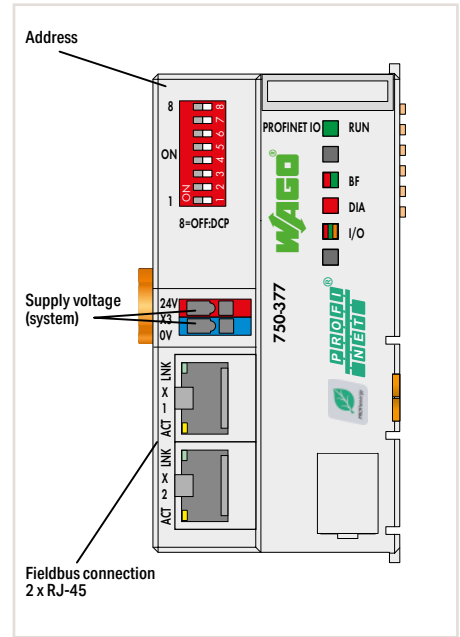 Address
8
ON
1
ON
1 2 3 4 5 6 7 8
8=OFF:DCP
PROFINET IO RUN
BF
DIA
I/O
WAGO®
750-377
PROFI®
NET
Supply voltage
(system)
24V
X3
0V
LNK
X
1
ACT
LNK
X
2
ACT
Fieldbus connection
2 x RJ-45